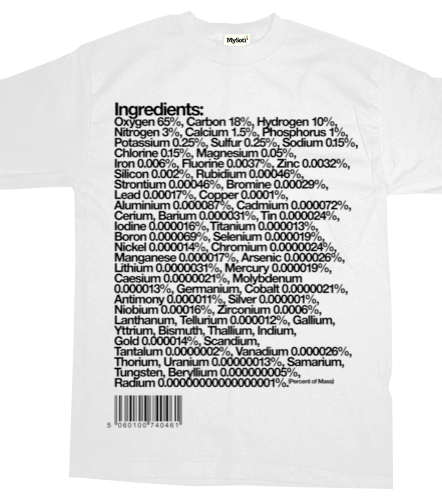 MySoti
Ingredients:
Oxygen 65%, Carbon 18%, Hydrogen 10%,
Nitrogen 3%, Calcium 1.5%, Phosphorus 1%,
Potassium 0.25%, Sulfur 0.25%, Sodium 0.15%,
Chlorine 0.15%, Magnesium 0.05%,
Iron 0.006%, Fluorine 0.0037%, Zinc 0.0032%,
Silicon 0.002%, Rubidium 0.00046%,
Strontium 0.00046%, Bromine 0.00029%,
Lead 0.00017%, Copper 0.0001%,
Aluminium 0.000087%, Cadmium 0.000072%,
Cerium, Barium 0.000031%, Tin 0.000024%,
Iodine 0.000016%, Titanium 0.000013%,
Boron 0.000069%, Selenium 0.000019%,
Nickel 0.000014%, Chromium 0.0000024%,
Manganese 0.000017%, Arsenic 0.000026%,
Lithium 0.0000031%, Mercury 0.000019%,
Caesium 0.0000021%, Molybdenum
0.000013%, Germanium, Cobalt 0.0000021%,
Antimony 0.000011%, Silver 0.000001%,
Niobium 0.00016%, Zirconium 0.0006%,
Lanthanum, Tellurium 0.000012%, Gallium,
Yttrium, Bismuth, Thallium, Indium,
Gold 0.000014%, Scandium,
Tantalum 0.0000002%, Vanadium 0.000026%,
Thorium, Uranium 0.00000013%, Samarium,
Tungsten, Beryllium 0.000000005%,
Radium 0.00000000000000001%.(Percent of Mass)
5 060100 740461